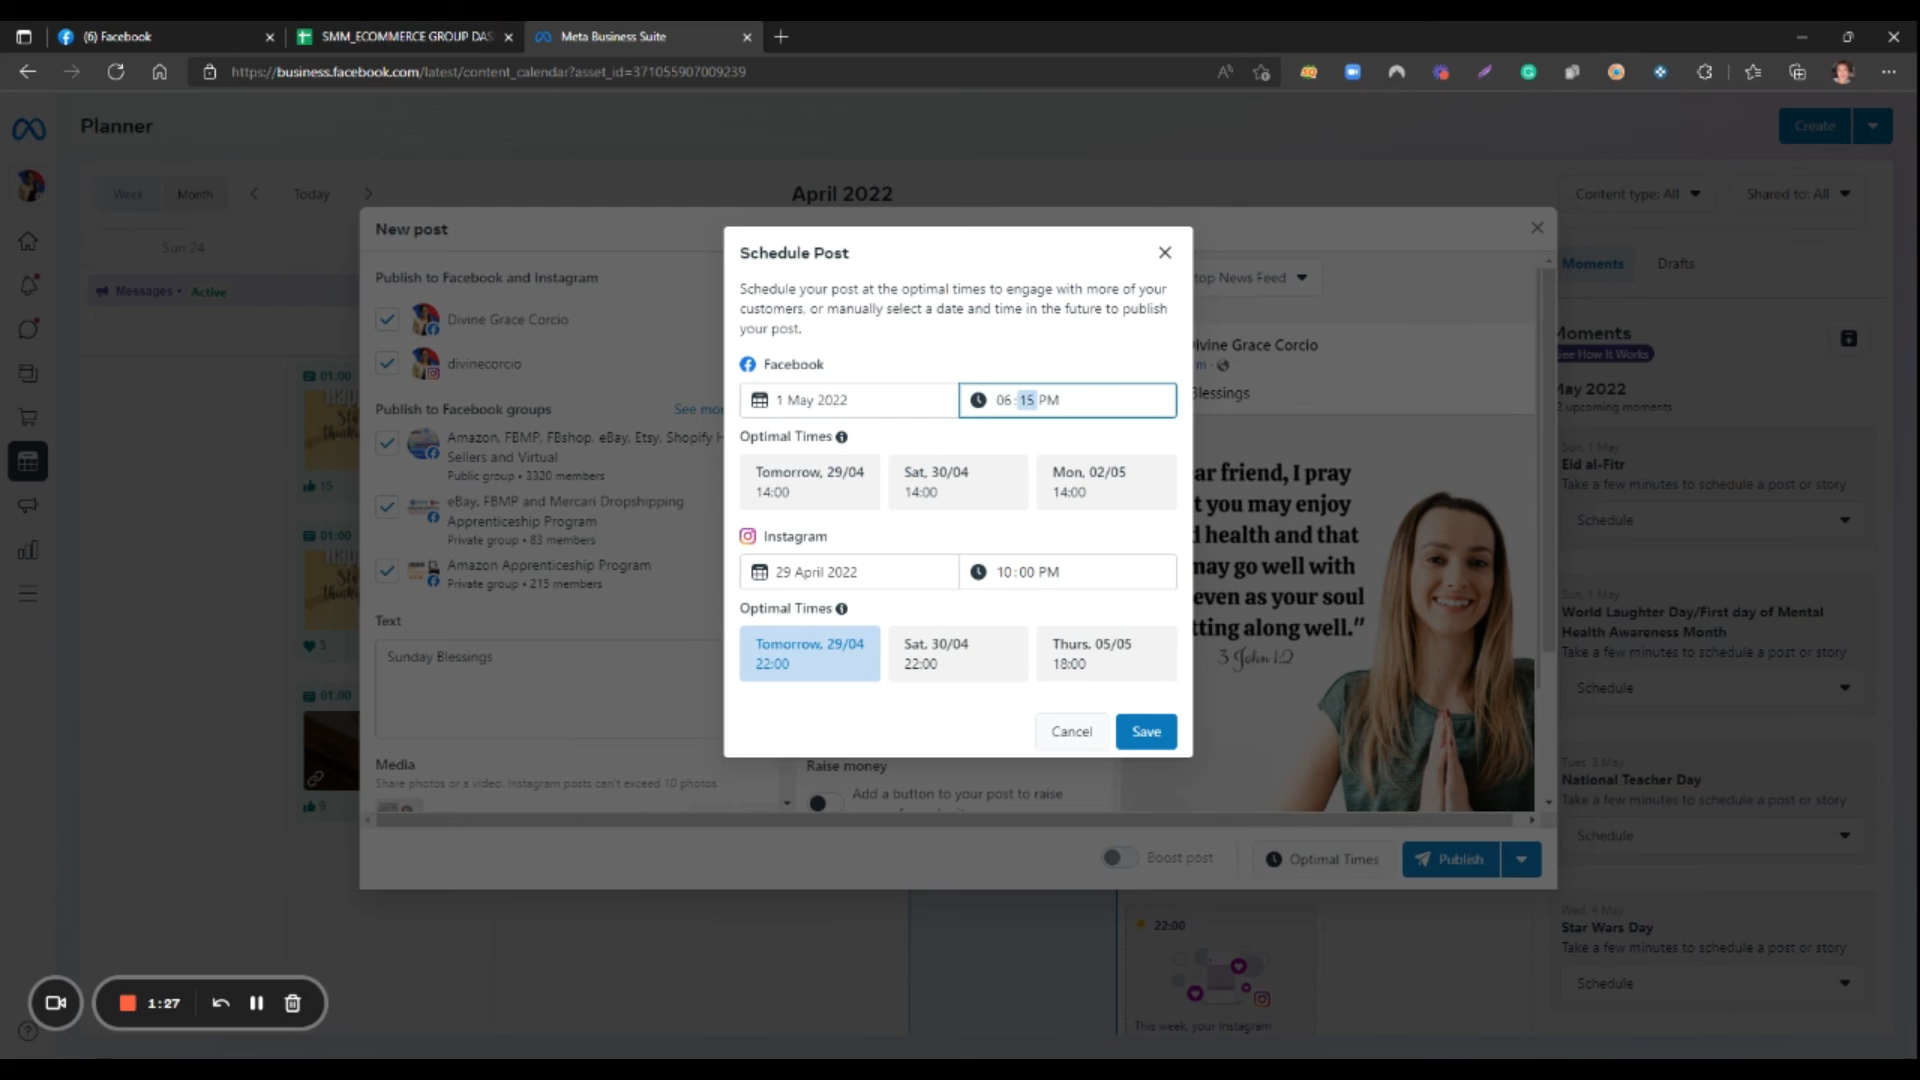 (6) Facebook
SMM_ECOMMERCE GROUP DAS
Meta Business Suite
https://business.facebook.com/latest/content_calendar?asset_id=371055907009239
Planner
Create
Week
Month
Today
April 2022
Content type: All
Shared to: All
Sun 24
Messages • Active
Moments
Drafts
Moments
See How It Works
May 2022
upcoming moments
Sun, 1 May
Eid al-Fitr
Take a few minutes to schedule a post or story
Schedule
Sun, 1 May
World Laughter Day/First day of Mental
Health Awareness Month
Take a few minutes to schedule a post or story
Schedule
Tues, 3 May
National Teacher Day
Take a few minutes to schedule a post or story
Schedule
Wed, 4 May
Star Wars Day
Take a few minutes to schedule a post or story
Schedule
01:00
15
01:00
3
01:00
9
New post
Publish to Facebook and Instagram
Divine Grace Corcio
divinecorcio
Publish to Facebook groups
See mor
Amazon, FBMP, FBshop, eBay, Etsy, Shopify H
Sellers and Virtual
Public group • 3320 members
eBay, FBMP and Mercari Dropshipping
Apprenticeship Program
Private group • 83 members
Amazon Apprenticeship Program
Private group • 215 members
Text
Sunday Blessings
Media
Share photos or a video. Instagram posts can't exceed 10 photos.
Raise money
Add a button to your post to raise
Boost post
Optimal Times
Publish
top News Feed
ivine Grace Corcio
m
Blessings
ar friend, I pray
t you may enjoy
d health and that
may go well with
even as your soul
tting along well."
3 John 1:2
Schedule Post
Schedule your post at the optimal times to engage with more of your
customers, or manually select a date and time in the future to publish
your post.
Facebook
1 May 2022
06:15 PM
Optimal Times
Tomorrow, 29/04
14:00
Sat, 30/04
14:00
Mon, 02/05
14:00
Instagram
29 April 2022
10:00 PM
Optimal Times
Tomorrow, 29/04
22:00
Sat, 30/04
22:00
Thurs, 05/05
18:00
Cancel
Save
22:00
This week, your Instagram
1:27